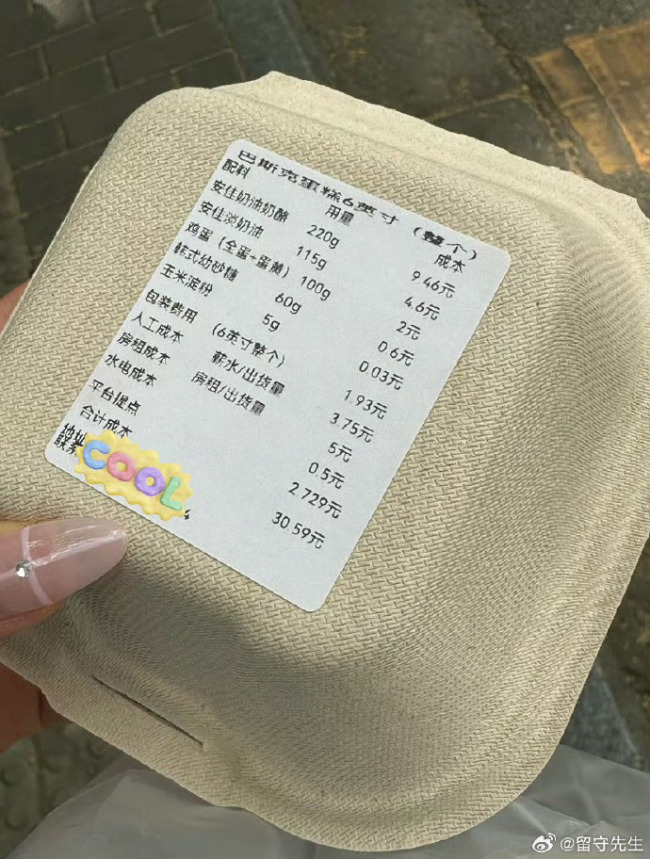 巴斯克蛋糕6英寸（整个）
配料 用量 成本
安佳奶油奶酪 220g 9.46元
安佳淡奶油 115g 4.6元
鸡蛋（全蛋+蛋黄）100g 2元
韩式幼砂糖 60g 0.6元
玉米淀粉 5g 0.03元
包装费用 （6英寸整个） 1.93元
人工成本 薪水/出货量 3.75元
房租成本 房租/出货量 5元
水电成本 0.5元
平台提点 2.729元
合计成本 30.59元
地址
联系
COOL
@留守先生